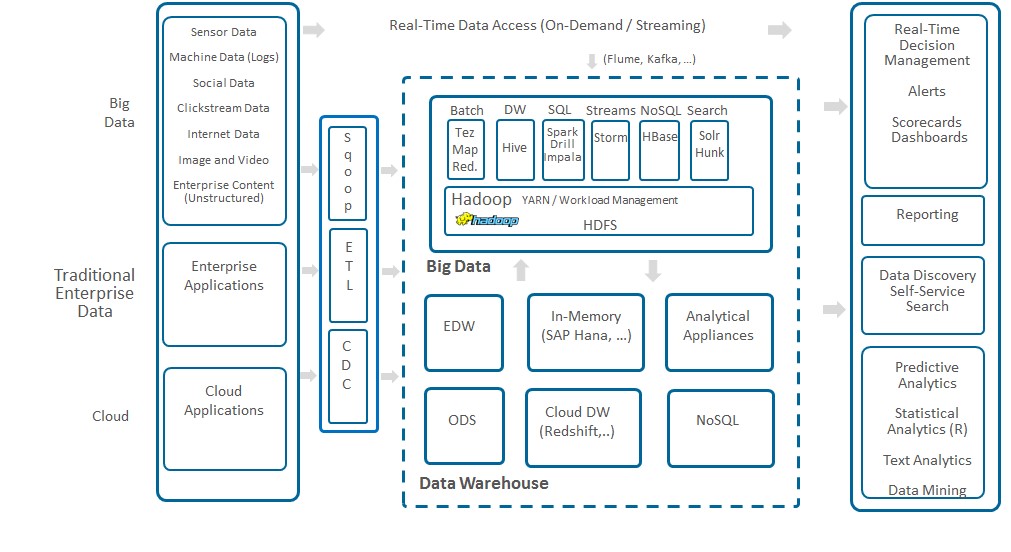 Sensor Data
Machine Data (Logs)
Social Data
Clickstream Data
Internet Data
Image and Video
Enterprise Content
(Unstructured)
Big
Data
Enterprise
Applications
Traditional
Enterprise
Data
Cloud
Applications
Cloud
S
q
o
o
p
E
T
L
C
D
C
Real-Time Data Access (On-Demand / Streaming)
(Flume, Kafka, ...)
Batch DW SQL Streams NoSQL Search
Tez
Map
Red.
Hive
Spark
Drill
Impala
Storm
HBase
Solr
Hunk
Hadoop YARN / Workload Management
hadoop
HDFS
Big Data
EDW
In-Memory
(SAP Hana, ...)
Analytical
Appliances
ODS
Cloud DW
(Redshift,..)
NoSQL
Data Warehouse
Real-Time
Decision
Management
Alerts
Scorecards
Dashboards
Reporting
Data Discovery
Self-Service
Search
Predictive
Analytics
Statistical
Analytics (R)
Text Analytics
Data Mining